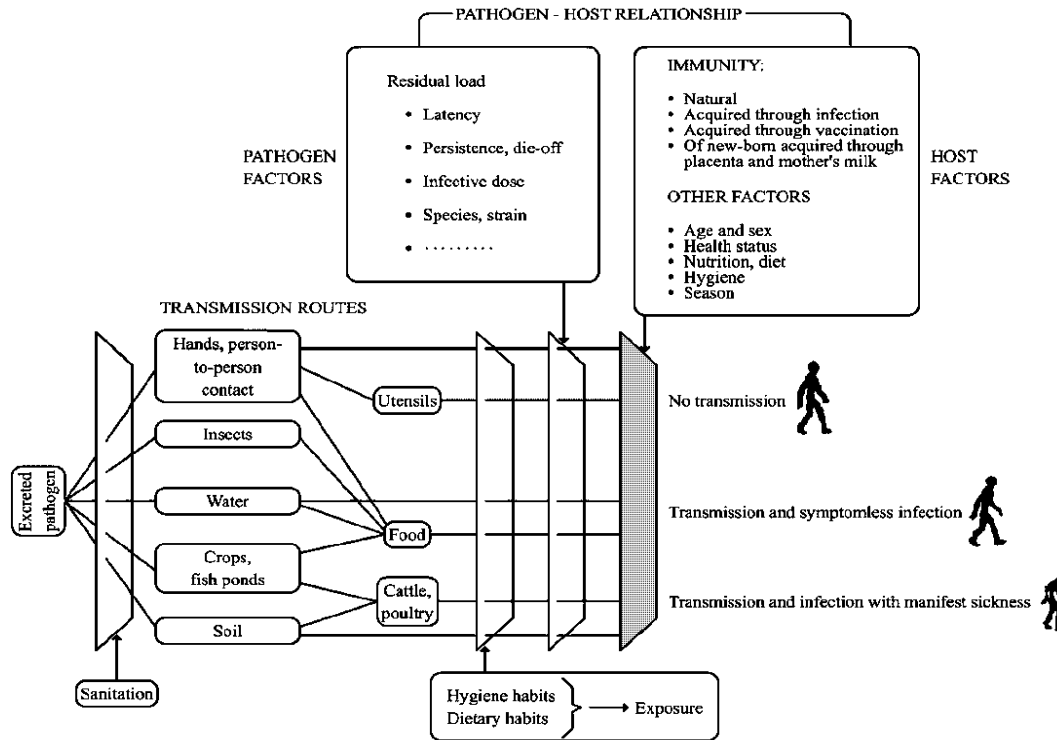 PATHOGEN - HOST RELATIONSHIP
PATHOGEN
FACTORS
Residual load
• Latency
• Persistence, die-off
• Infective dose
• Species, strain
• ·········
IMMUNITY:
• Natural
• Acquired through infection
• Acquired through vaccination
• Of new-born acquired through
placenta and mother's milk
OTHER FACTORS
• Age and sex
• Health status
• Nutrition, diet
• Hygiene
• Season
HOST
FACTORS
TRANSMISSION ROUTES
Excreted
pathogen
Sanitation
Hands, person-
to-person
contact
Insects
Water
Crops,
fish ponds
Soil
Utensils
Food
Cattle,
poultry
Hygiene habits
Dietary habits
Exposure
No transmission
Transmission and symptomless infection
Transmission and infection with manifest sickness